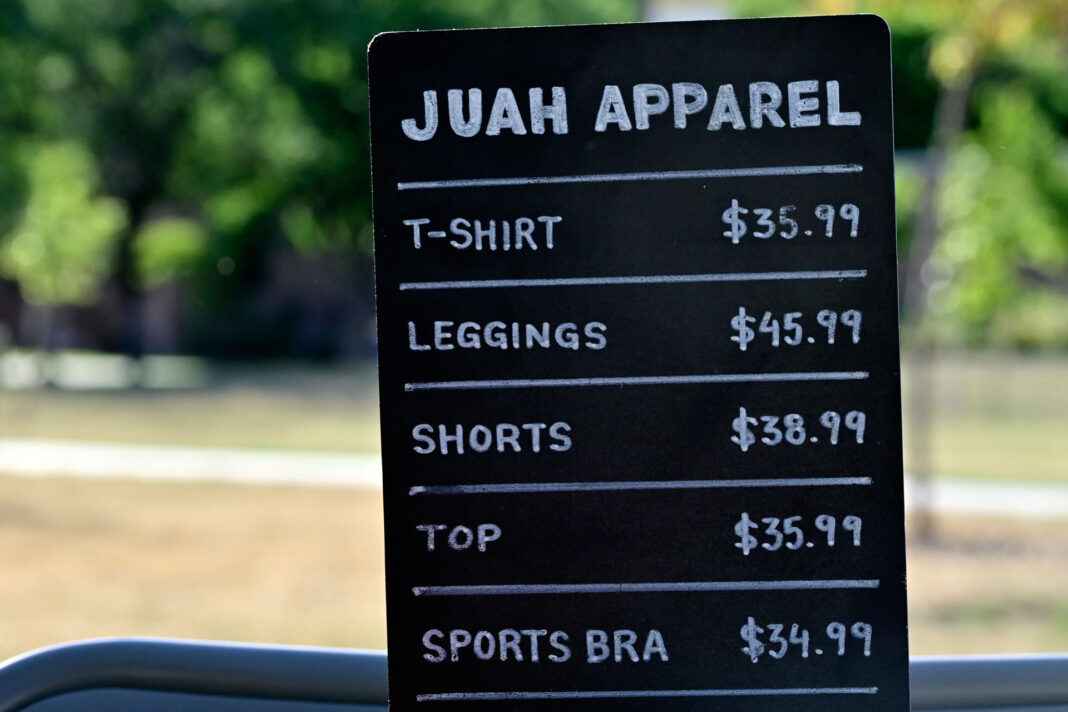 JUAH APPAREL
T-SHIRT $35.99
LEGGINGS $45.99
SHORTS $38.99
TOP $35.99
SPORTS BRA $34.99